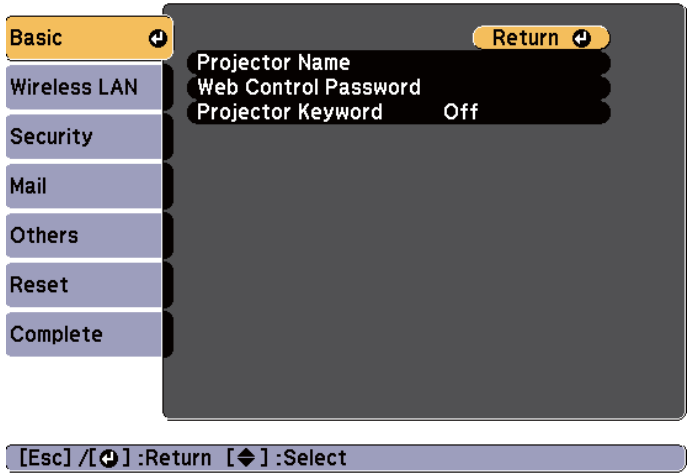 Basic
Return
Projector Name
Web Control Password
Projector Keyword Off
Wireless LAN
Security
Mail
Others
Reset
Complete
[Esc] /[⏎] :Return [◆] :Select